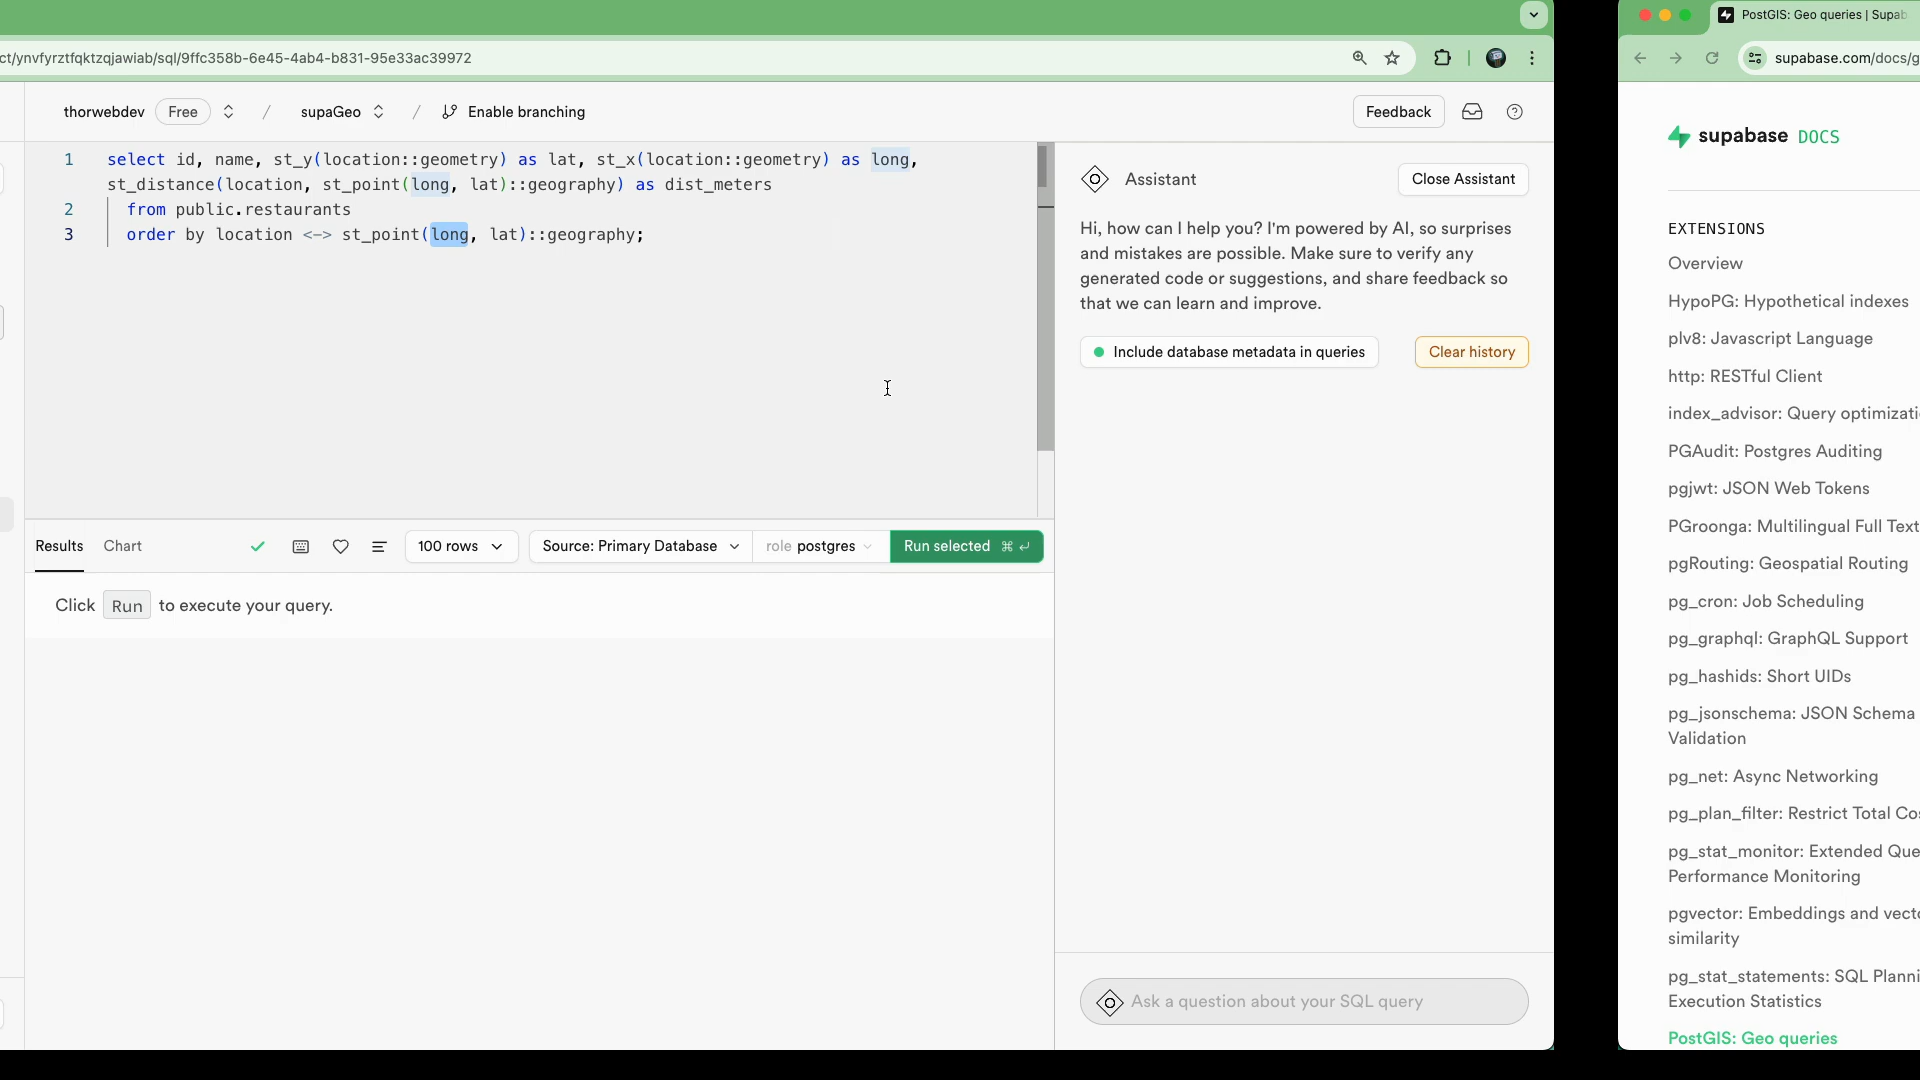 ct/ynvfyrztfqktzqjawiab/sql/9ffc358b-6e45-4ab4-b831-95e33ac39972
thorwebdev Free / supaGeo / Enable branching
Feedback
1 select id, name, st_y(location::geometry) as lat, st_x(location::geometry) as long,
st_distance(location, st_point(long, lat)::geography) as dist_meters
2 from public.restaurants
3 order by location <-> st_point(long, lat)::geography;
Results Chart
100 rows
Source: Primary Database
role postgres
Run selected ⌘ ↵
Click Run to execute your query.
Assistant
Close Assistant
Hi, how can I help you? I'm powered by AI, so surprises
and mistakes are possible. Make sure to verify any
generated code or suggestions, and share feedback so
that we can learn and improve.
Include database metadata in queries
Clear history
Ask a question about your SQL query
PostGIS: Geo queries | Supab
supabase.com/docs/g
supabase DOCS
EXTENSIONS
Overview
HypoPG: Hypothetical indexes
plv8: Javascript Language
http: RESTful Client
index_advisor: Query optimizati
PGAudit: Postgres Auditing
pgjwt: JSON Web Tokens
PGroonga: Multilingual Full Text
pgRouting: Geospatial Routing
pg_cron: Job Scheduling
pg_graphql: GraphQL Support
pg_hashids: Short UIDs
pg_jsonschema: JSON Schema
Validation
pg_net: Async Networking
pg_plan_filter: Restrict Total Cos
pg_stat_monitor: Extended Que
Performance Monitoring
pgvector: Embeddings and vecto
similarity
pg_stat_statements: SQL Planni
Execution Statistics
PostGIS: Geo queries